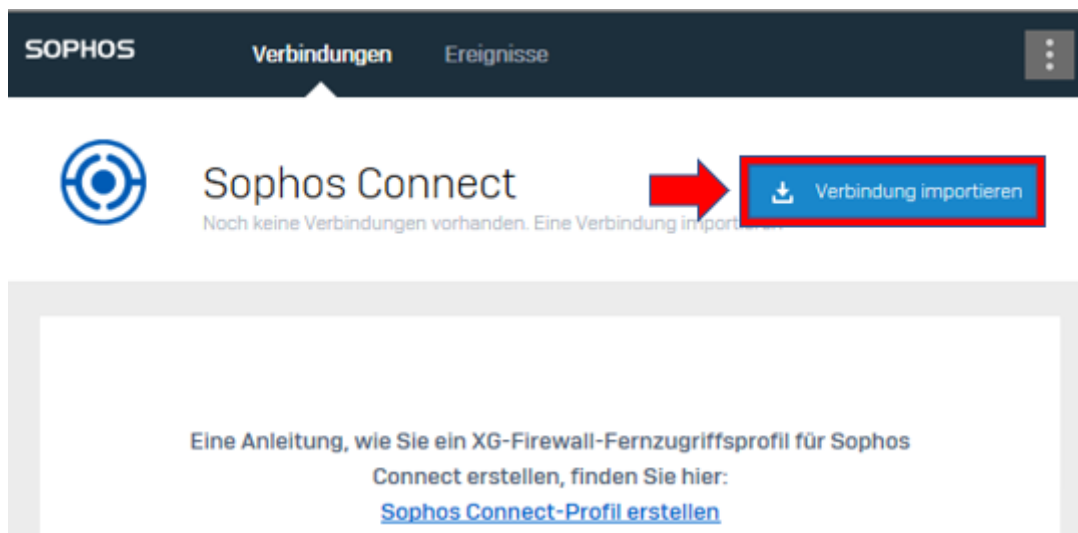 SOPHOS
Verbindungen
Ereignisse
Sophos Connect
Noch keine Verbindungen vorhanden. Eine Verbindung importieren
Verbindung importieren
Eine Anleitung, wie Sie ein XG-Firewall-Fernzugriffsprofil für Sophos
Connect erstellen, finden Sie hier:
Sophos Connect-Profil erstellen